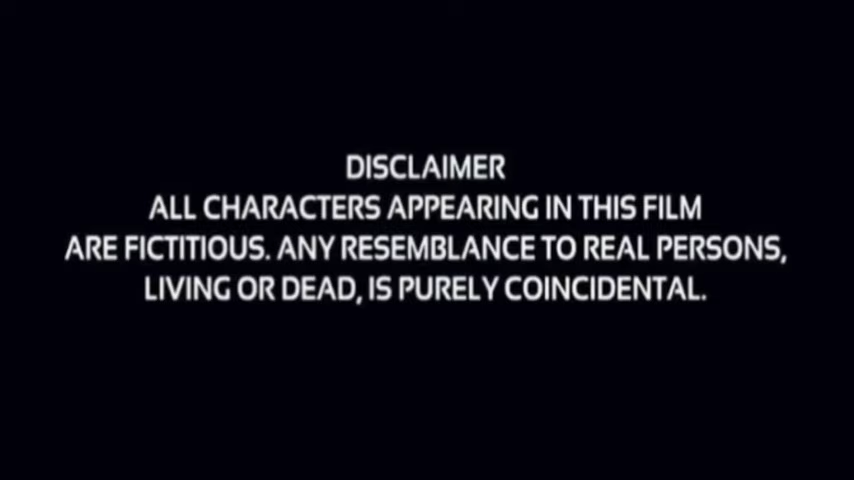 DISCLAIMER
ALL CHARACTERS APPEARING IN THIS FILM
ARE FICTITIOUS. ANY RESEMBLANCE TO REAL PERSONS,
LIVING OR DEAD, IS PURELY COINCIDENTAL.